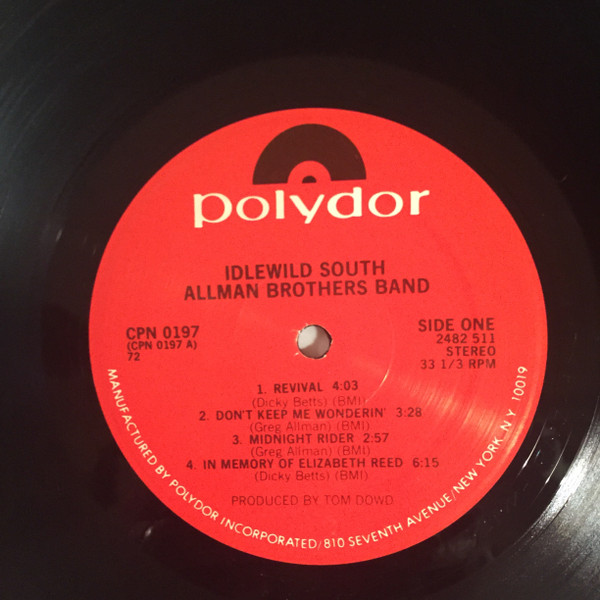 polydor
IDLEWILD SOUTH
ALLMAN BROTHERS BAND
CPN 0197
(CPN 0197 A)
72
SIDE ONE
2482 511
STEREO
33 1/3 RPM
1. REVIVAL 4:03
(Dicky Betts) (BMI)
2. DON'T KEEP ME WONDERIN' 3:28
(Greg Allman) (BMI)
3. MIDNIGHT RIDER 2:57
(Greg Allman) (BMI)
4. IN MEMORY OF ELIZABETH REED 6:15
(Dicky Betts) (BMI)
PRODUCED BY TOM DOWD
MANUFACTURED BY POLYDOR INCORPORATED/810 SEVENTH AVENUE/NEW YORK, N.Y. 10019